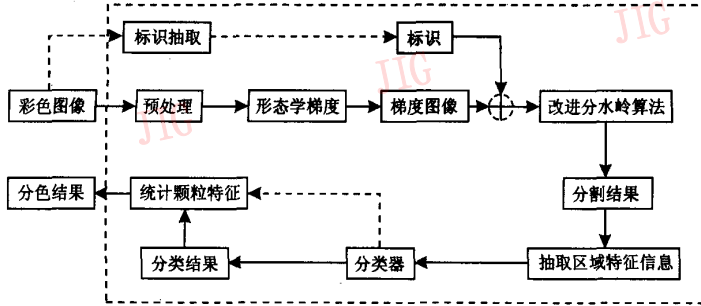 标识抽取
标识
彩色图像
预处理
形态学梯度
梯度图像
改进分水岭算法
分色结果
统计颗粒特征
分割结果
分类结果
分类器
抽取区域特征信息
JIG
JIG
JIG